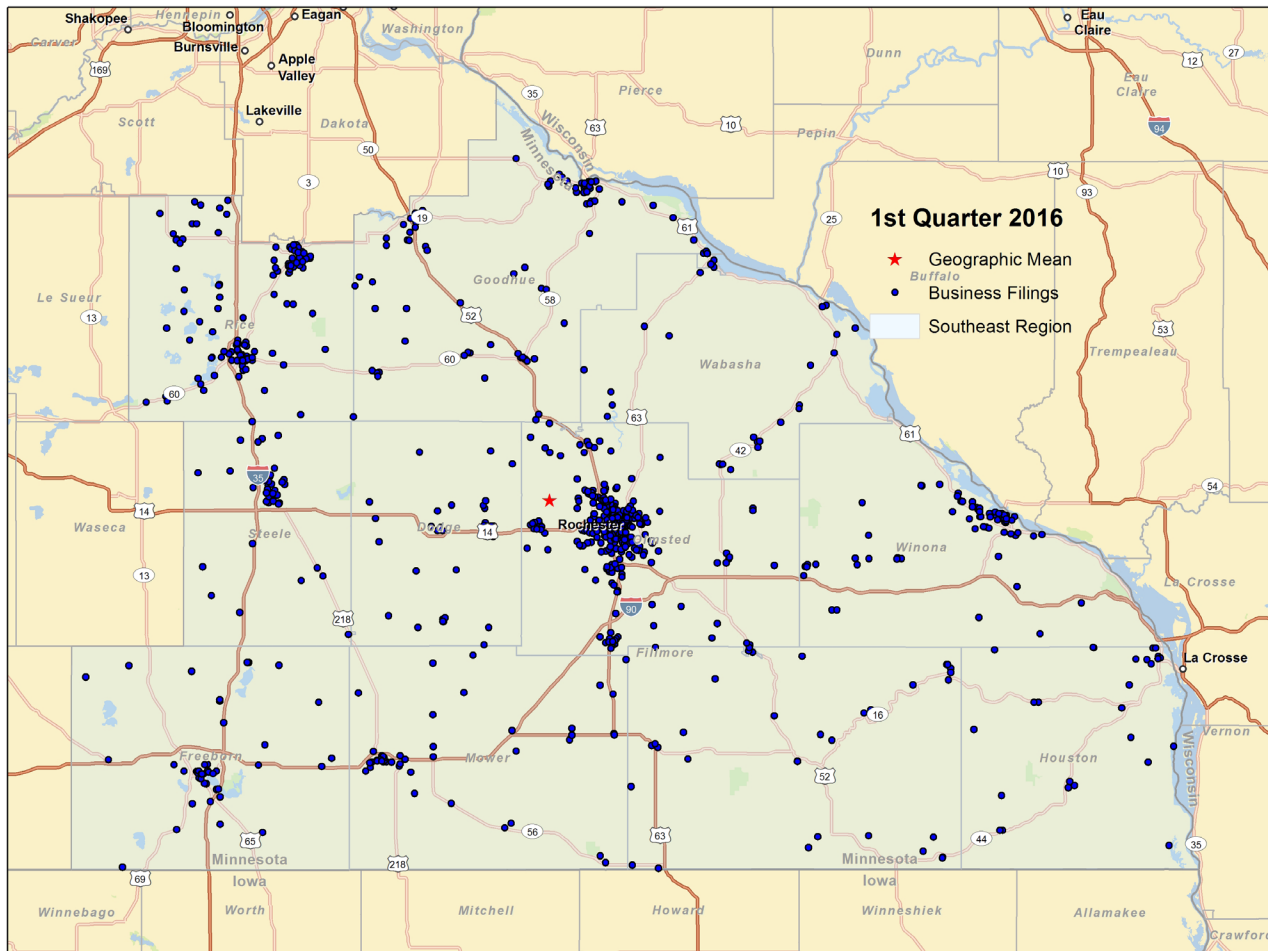 Shakopee
Hennepin
Bloomington
Eagan
Washington
Eau
Claire
Carver
Burnsville
Dunn
27
12
169
Apple
Valley
35
Pierce
Eau
Claire
Lakeville
Scott
Dakota
63
10
Pepin
94
50
Wisconsin
Minnesota
3
10
93
19
61
25
1st Quarter 2016
Geographic Mean
Goodhue
Buffalo
Le Sueur
58
Business Filings
13
52
Rice
Southeast Region
53
60
Wabasha
Trempealeau
60
63
61
42
35
54
14
Waseca
Steele
Dodge
14
Rochester
Olmsted
Winona
13
La Crosse
90
218
Fillmore
La Crosse
16
Vernon
Freeborn
Mower
Houston
Wisconsin
52
56
63
65
44
35
Minnesota
Minnesota
Iowa
218
Iowa
69
Winnebago
Worth
Mitchell
Howard
Winneshiek
Allamakee
Crawford